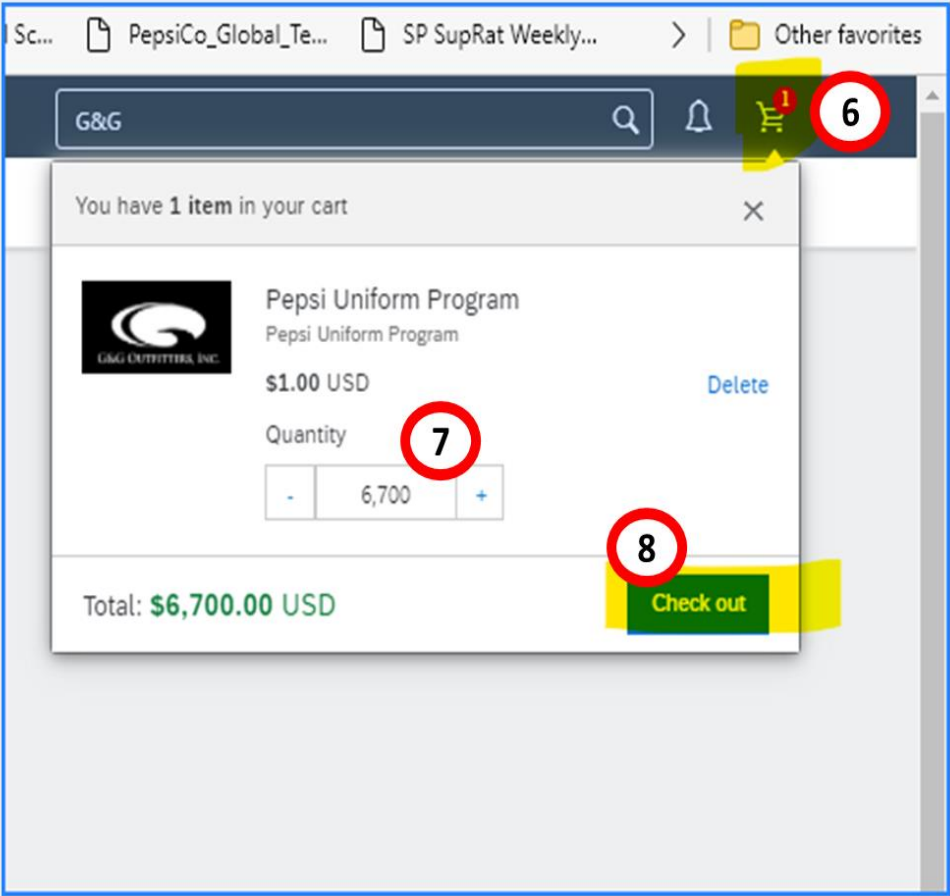 Sc... PepsiCo_Global_Te... SP SupRat Weekly... Other favorites
G&G 1 6
You have 1 item in your cart
Pepsi Uniform Program
Pepsi Uniform Program
G&G OUTFITTERS, INC.
$1.00 USD Delete
Quantity 7
- 6,700 +
8
Total: $6,700.00 USD Check out